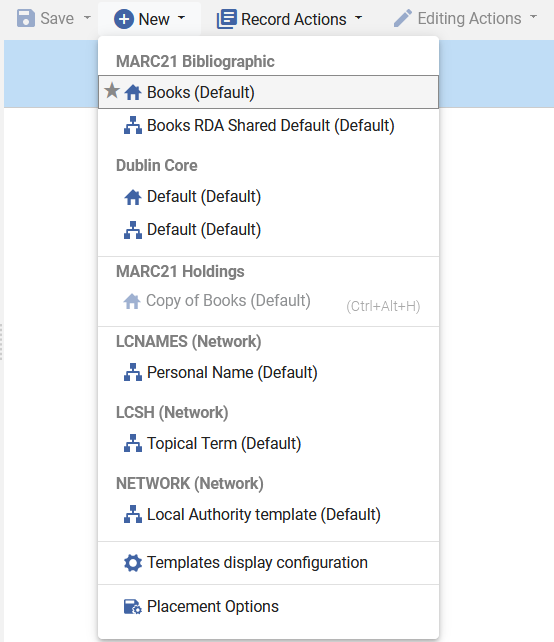 Save New Record Actions Editing Actions
MARC21 Bibliographic
Books (Default)
Books RDA Shared Default (Default)
Dublin Core
Default (Default)
Default (Default)
MARC21 Holdings
Copy of Books (Default) (Ctrl+Alt+H)
LCNAMES (Network)
Personal Name (Default)
LCSH (Network)
Topical Term (Default)
NETWORK (Network)
Local Authority template (Default)
Templates display configuration
Placement Options